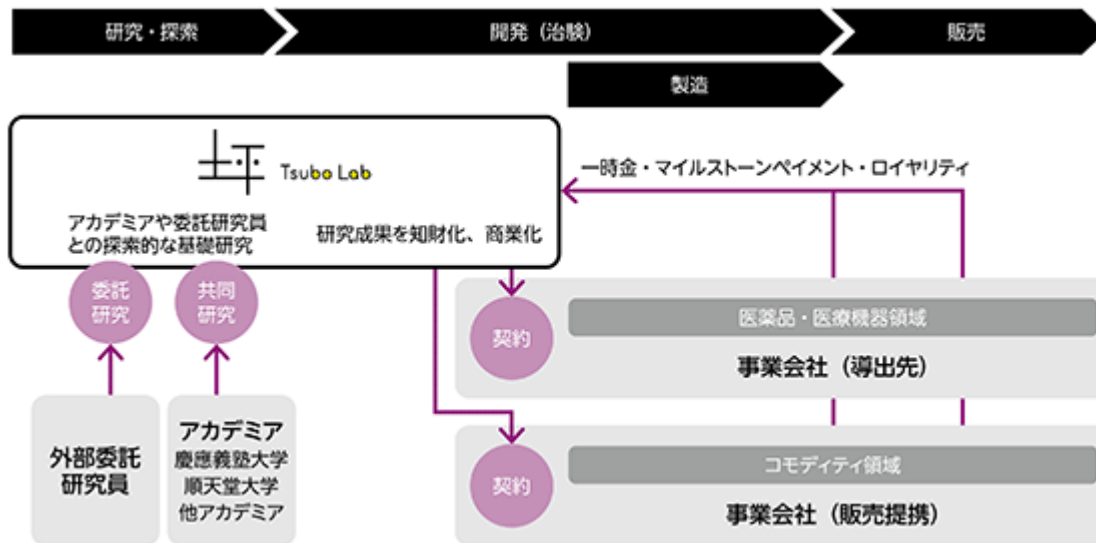 研究・探索
開発（治験）
販売
製造
坪
Tsubo Lab
アカデミアや委託研究員
との探索的な基礎研究
研究成果を知財化、商業化
一時金・マイルストーンペイメント・ロイヤリティ
委託
研究
共同
研究
契約
医薬品・医療機器領域
事業会社（導出先）
外部委託
研究員
アカデミア
慶應義塾大学
順天堂大学
他アカデミア
契約
コモディティ領域
事業会社（販売提携）